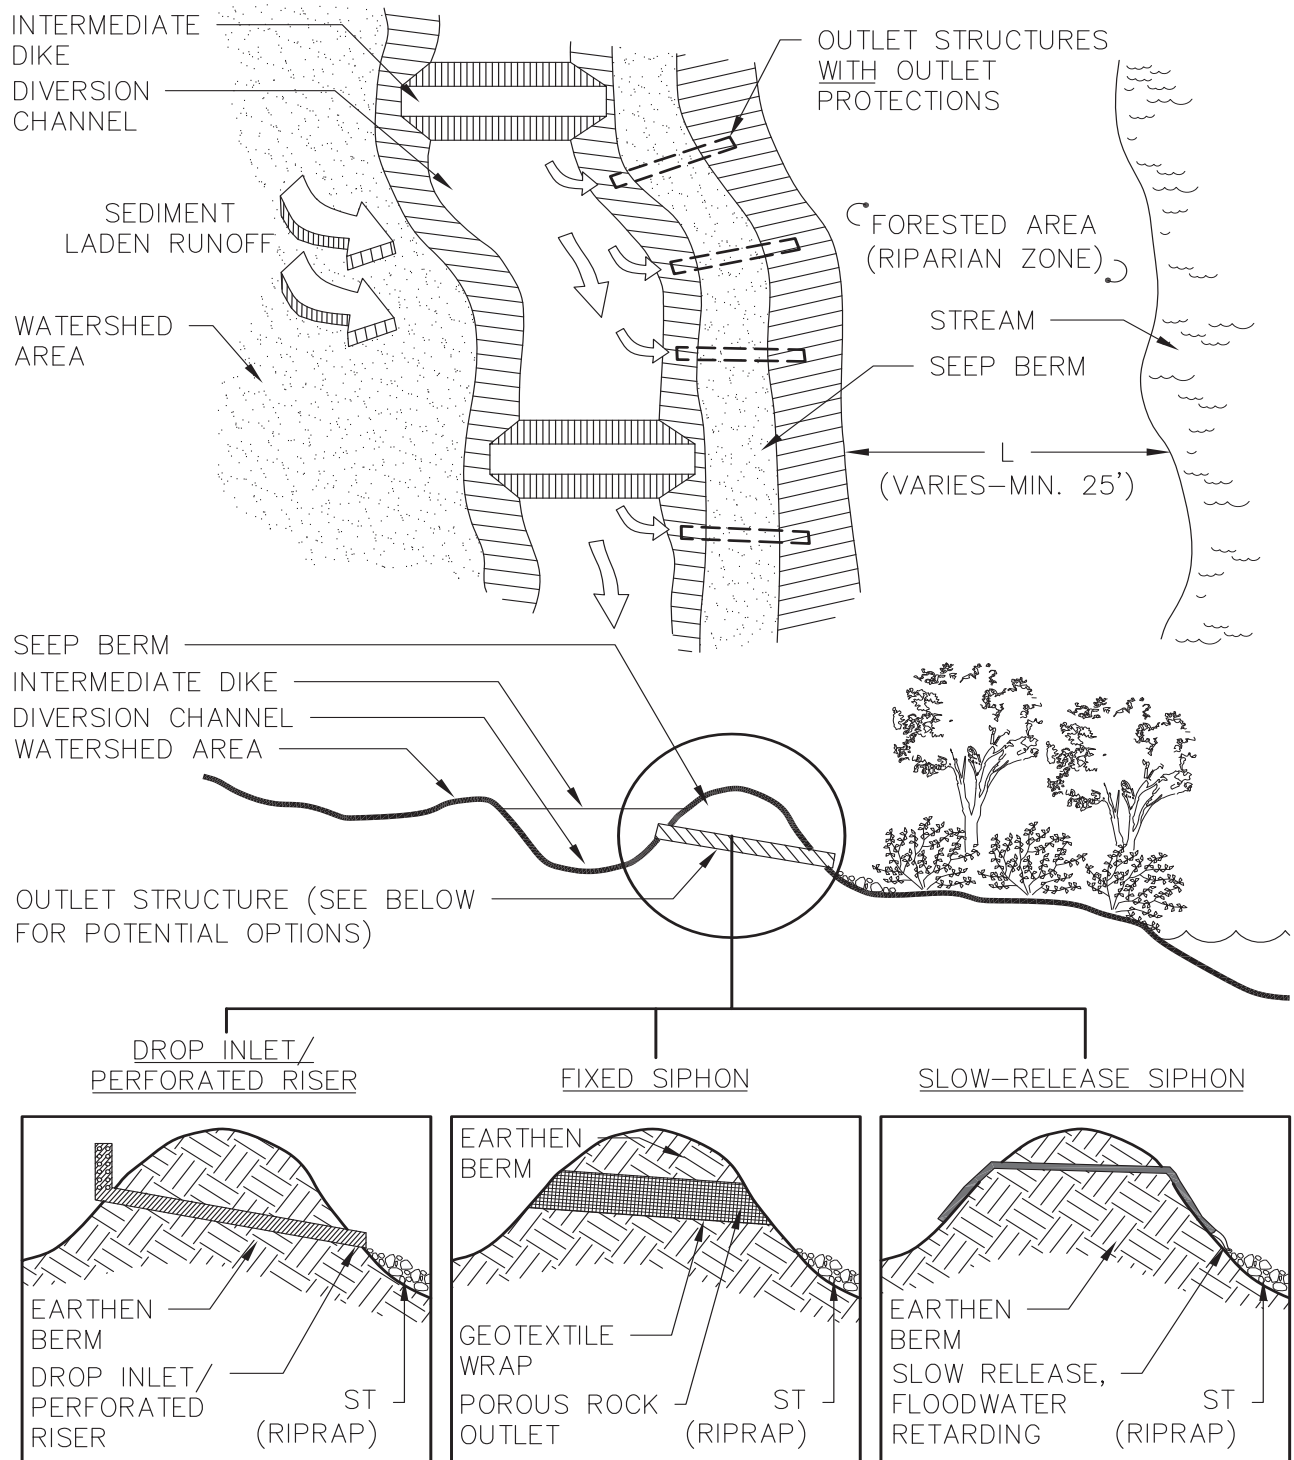 INTERMEDIATE
DIKE
DIVERSION
CHANNEL
OUTLET STRUCTURES
WITH OUTLET
PROTECTIONS
SEDIMENT
LADEN RUNOFF
FORESTED AREA
(RIPARIAN ZONE)
WATERSHED
AREA
STREAM
SEEP BERM
L
(VARIES-MIN. 25')
SEEP BERM
INTERMEDIATE DIKE
DIVERSION CHANNEL
WATERSHED AREA
OUTLET STRUCTURE (SEE BELOW
FOR POTENTIAL OPTIONS)
DROP INLET/
PERFORATED RISER
FIXED SIPHON
SLOW-RELEASE SIPHON
EARTHEN
BERM
DROP INLET/
PERFORATED
RISER
ST
(RIPRAP)
EARTHEN
BERM
GEOTEXTILE
WRAP
POROUS ROCK
OUTLET
ST
(RIPRAP)
EARTHEN
BERM
SLOW RELEASE,
FLOODWATER
RETARDING
ST
(RIPRAP)